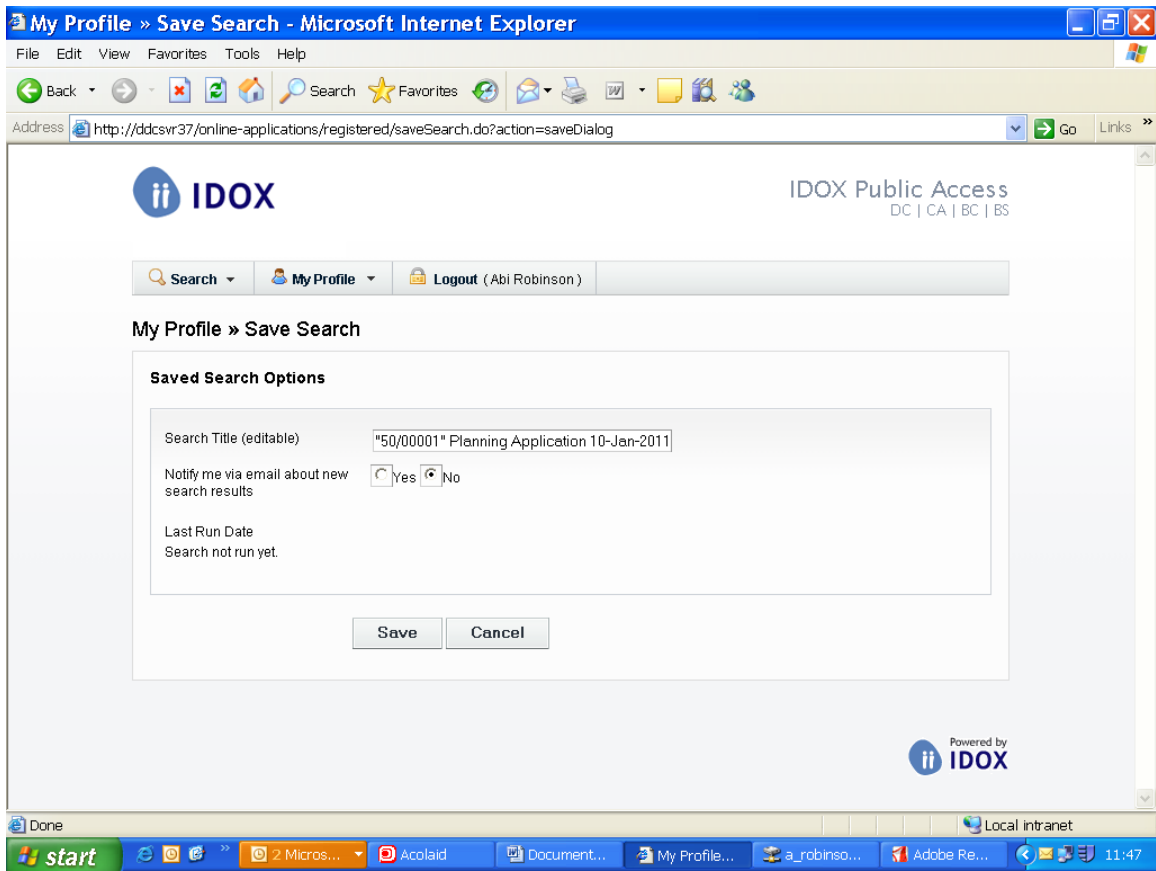 My Profile » Save Search - Microsoft Internet Explorer
File Edit View Favorites Tools Help
Back Search Favorites
Address http://ddcsvr37/online-applications/registered/saveSearch.do?action=saveDialog Go Links »
IDOX
IDOX Public Access
DC | CA | BC | BS
Search My Profile Logout ( Abi Robinson )
My Profile » Save Search
Saved Search Options
Search Title (editable) "50/00001" Planning Application 10-Jan-2011
Notify me via email about new Yes No
search results
Last Run Date
Search not run yet.
Save Cancel
Powered by
IDOX
Done Local intranet
start » 2 Micros... Acolaid Document... My Profile... a_robinso... Adobe Re... 11:47